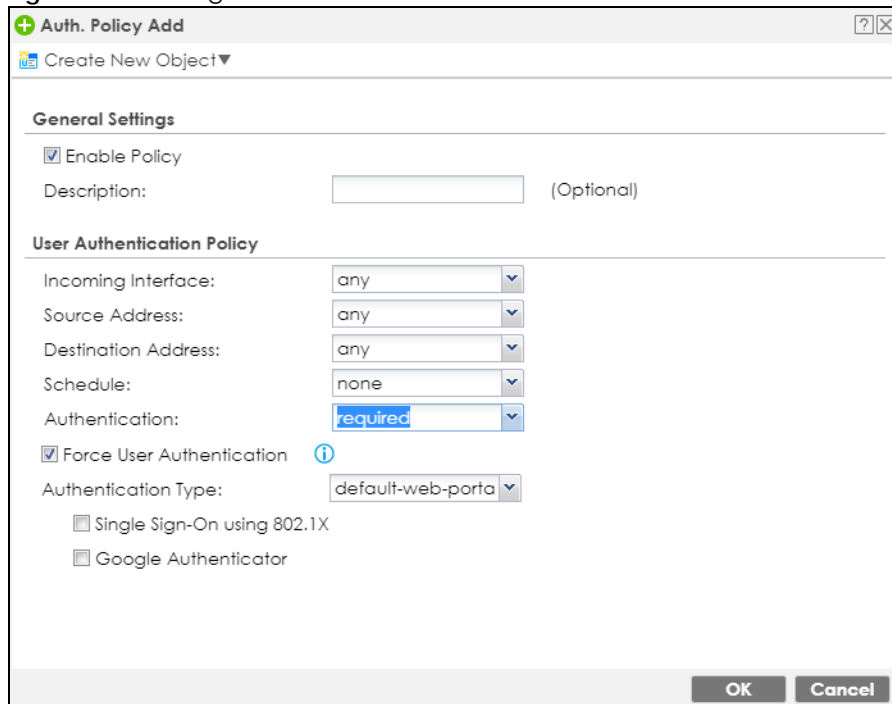 Auth. Policy Add
Create New Object
General Settings
Enable Policy
Description: (Optional)
User Authentication Policy
Incoming Interface: any
Source Address: any
Destination Address: any
Schedule: none
Authentication: required
Force User Authentication
Authentication Type: default-web-porta
Single Sign-On using 802.1X
Google Authenticator
OK Cancel